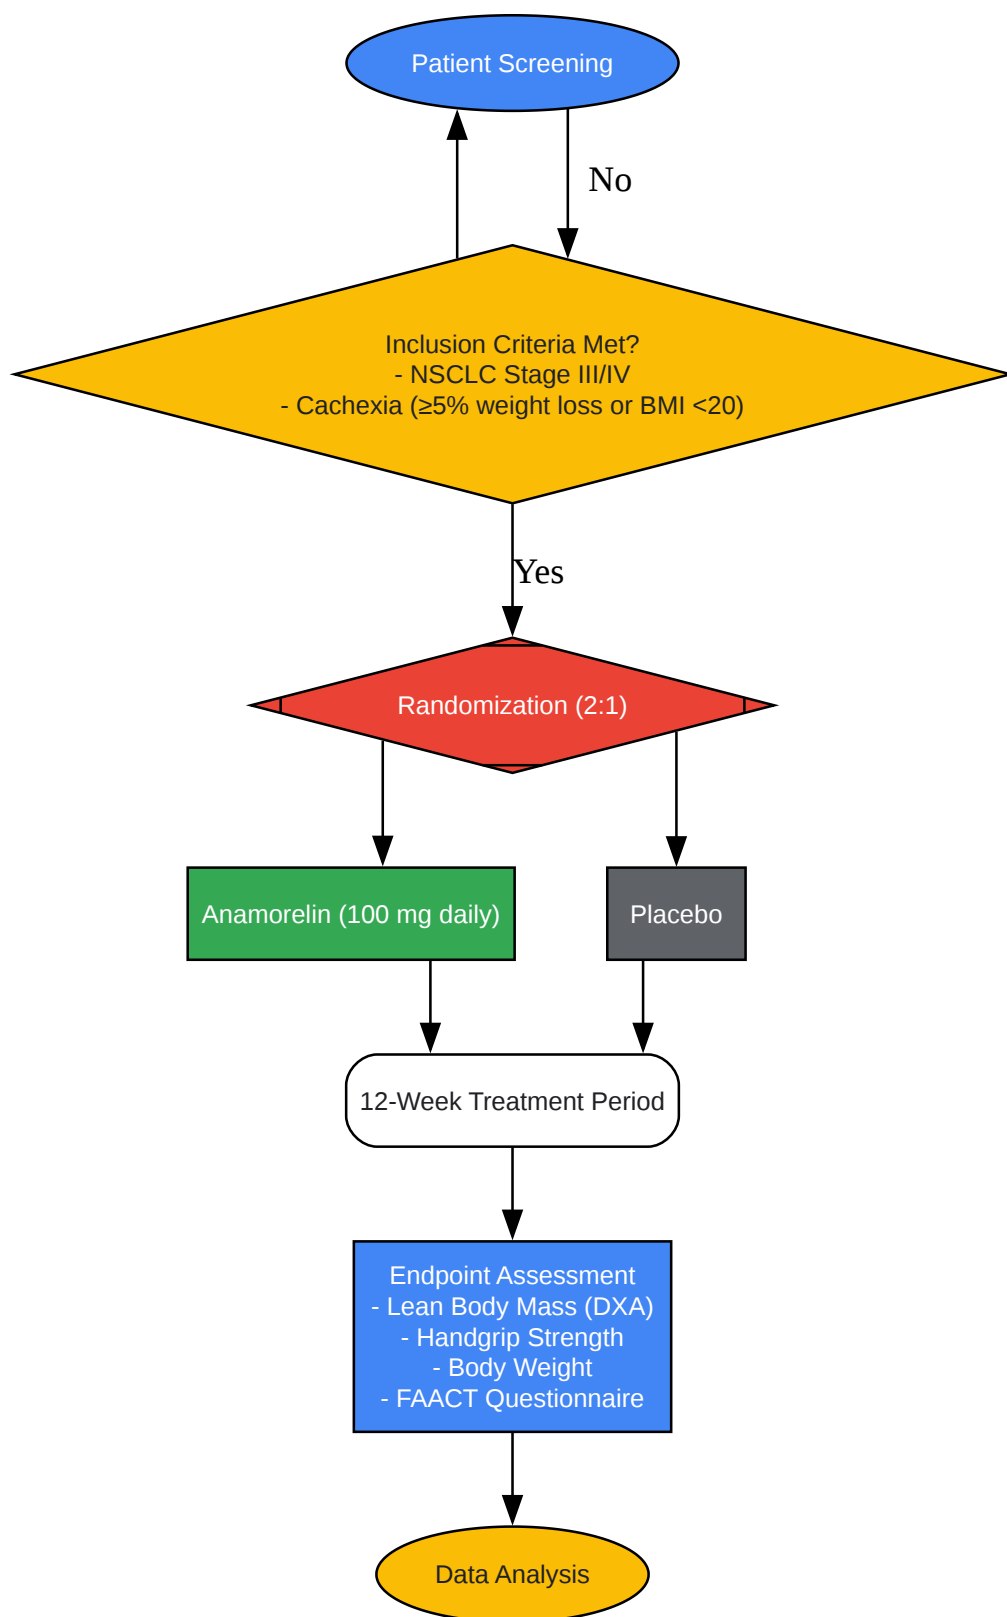 Patient Screening
No
Inclusion Criteria Met?
- NSCLC Stage III/IV
- Cachexia (≥5% weight loss or BMI <20)
Yes
Randomization (2:1)
Anamorelin (100 mg daily)
Placebo
12-Week Treatment Period
Endpoint Assessment
- Lean Body Mass (DXA)
- Handgrip Strength
- Body Weight
- FAACT Questionnaire
Data Analysis